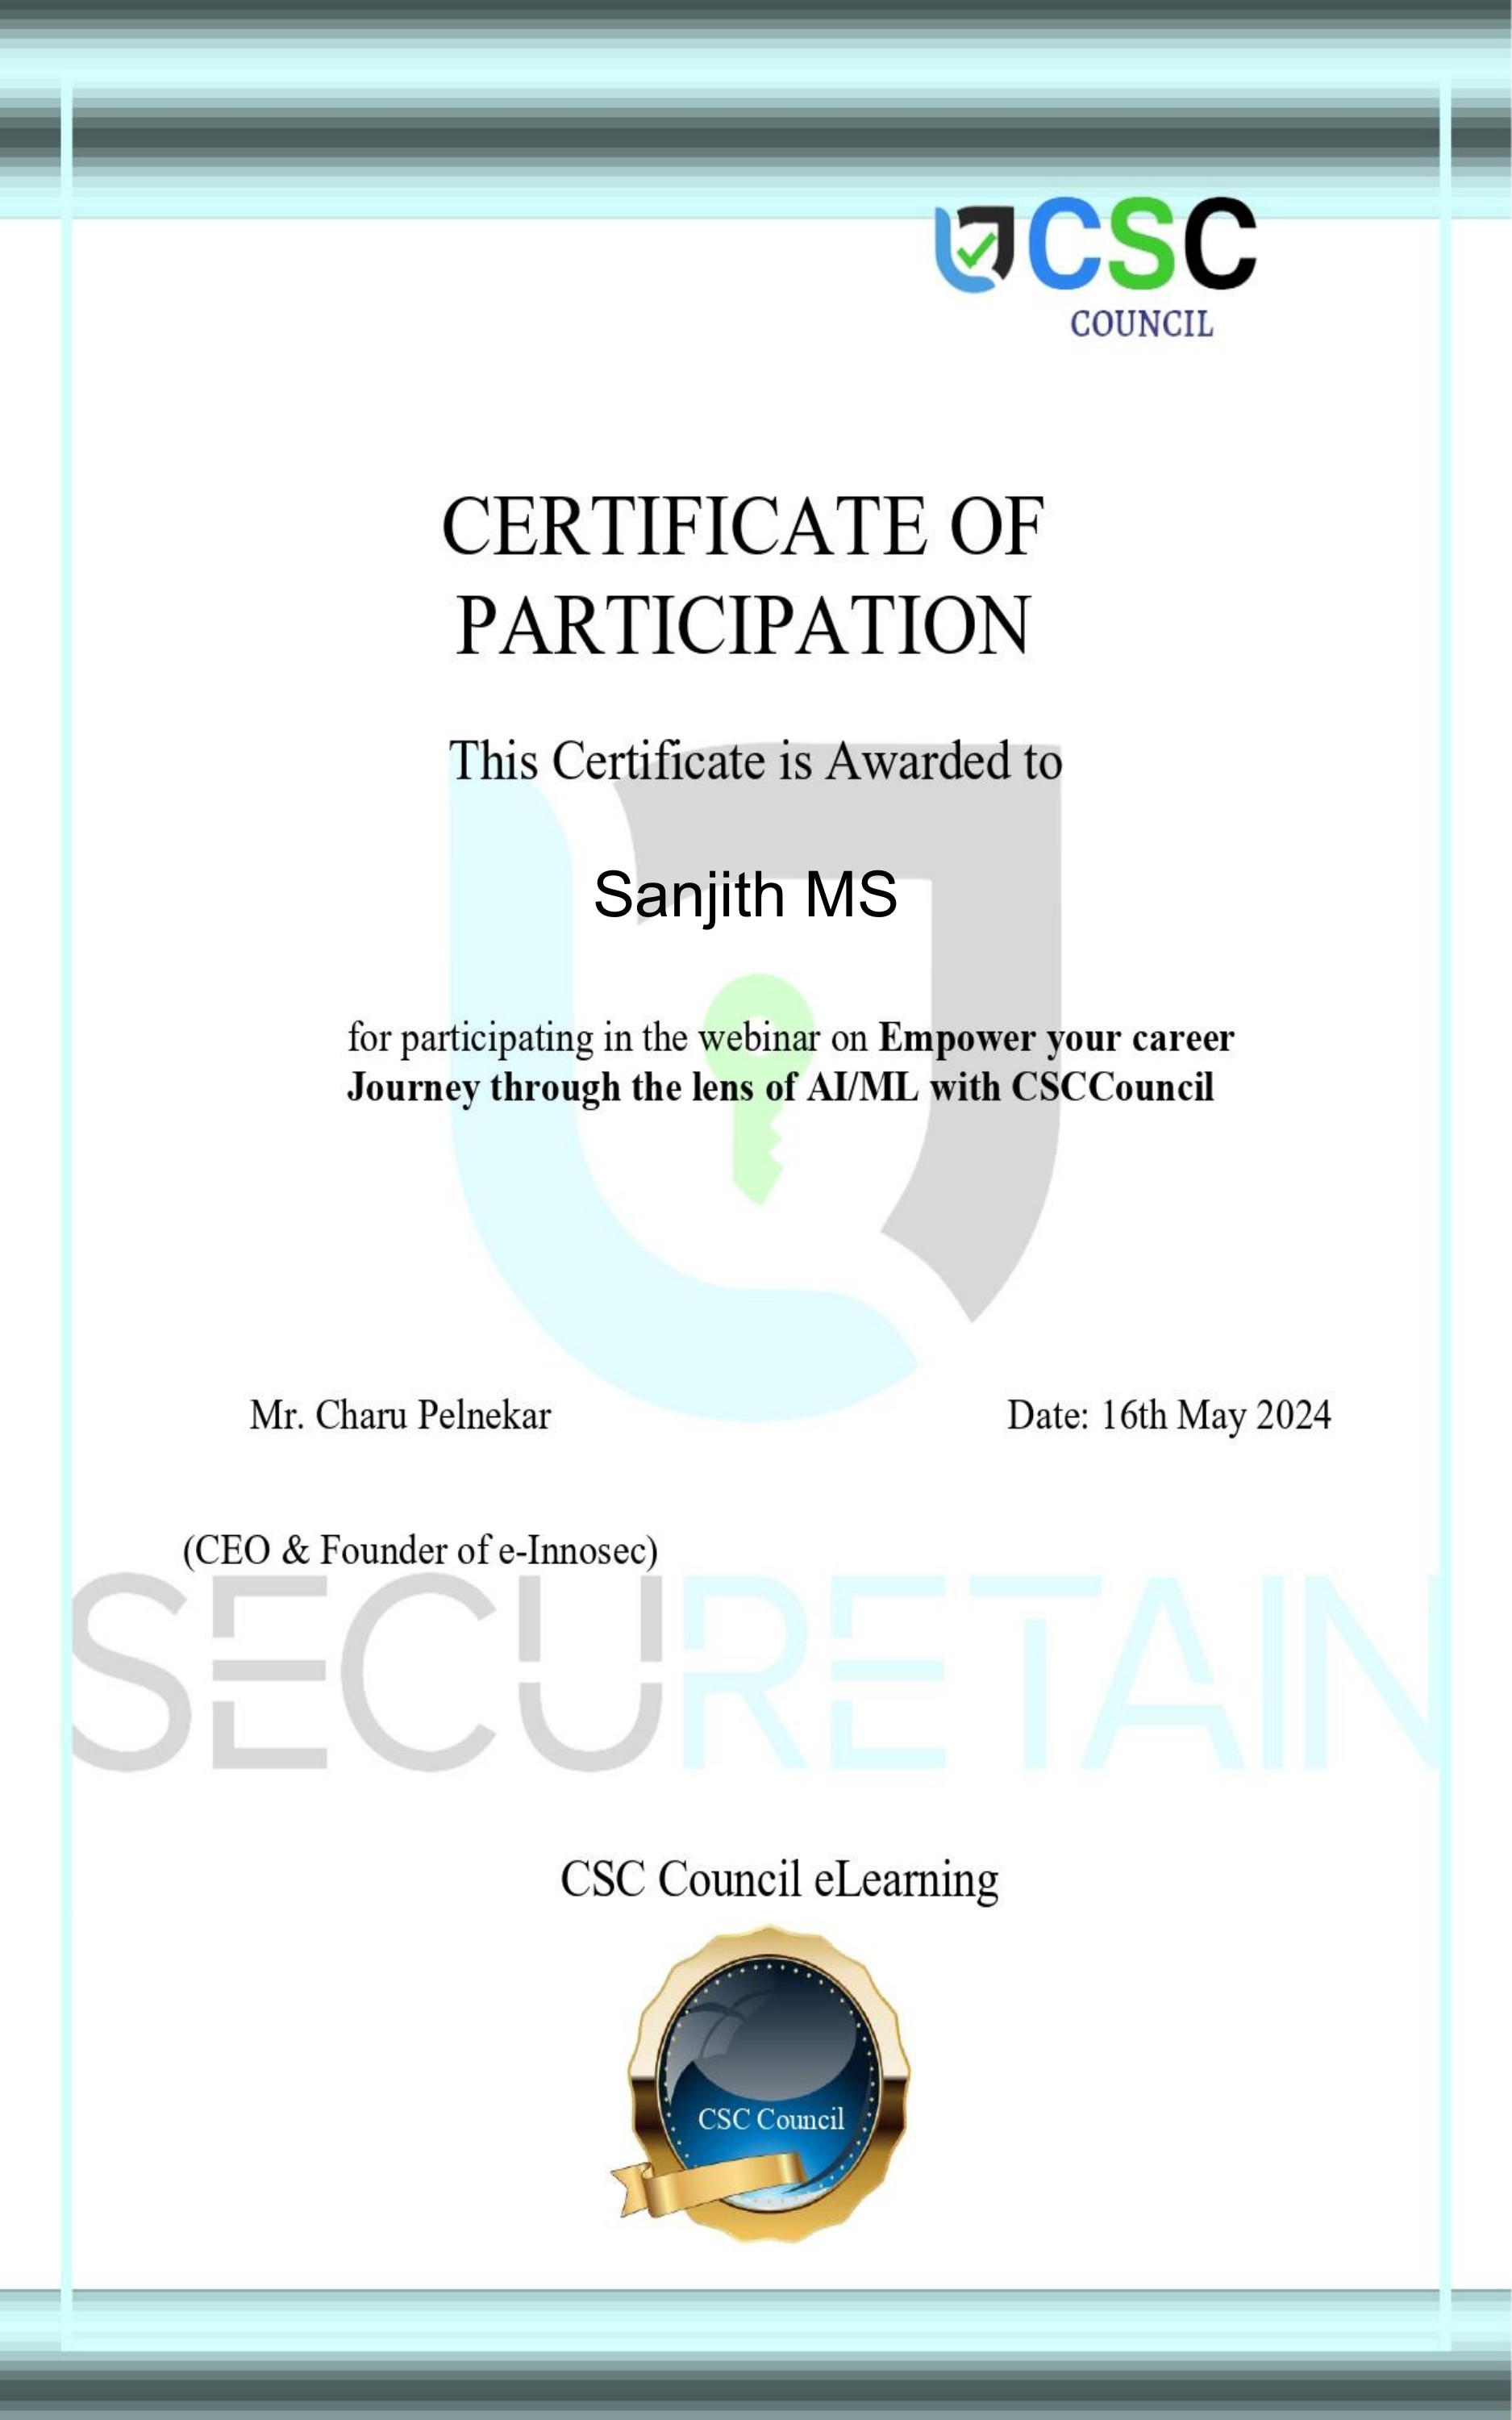 CSC
COUNCIL
CERTIFICATE OF
PARTICIPATION
This Certificate is Awarded to
Sanjith MS
for participating in the webinar on Empower your career
Journey through the lens of AI/ML with CSCCouncil
Mr. Charu Pelnekar
Date: 16th May 2024
(CEO & Founder of e-Innosec)
SECURETAIN
CSC Council eLearning
CSC Council